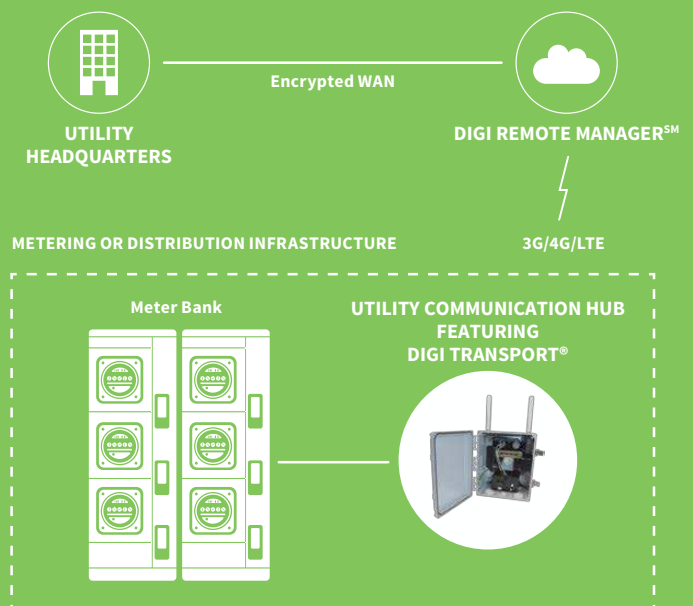 Encrypted WAN
UTILITY
HEADQUARTERS
DIGI REMOTE MANAGER℠
METERING OR DISTRIBUTION INFRASTRUCTURE
3G/4G/LTE
Meter Bank
UTILITY COMMUNICATION HUB
FEATURING
DIGI TRANSPORT®